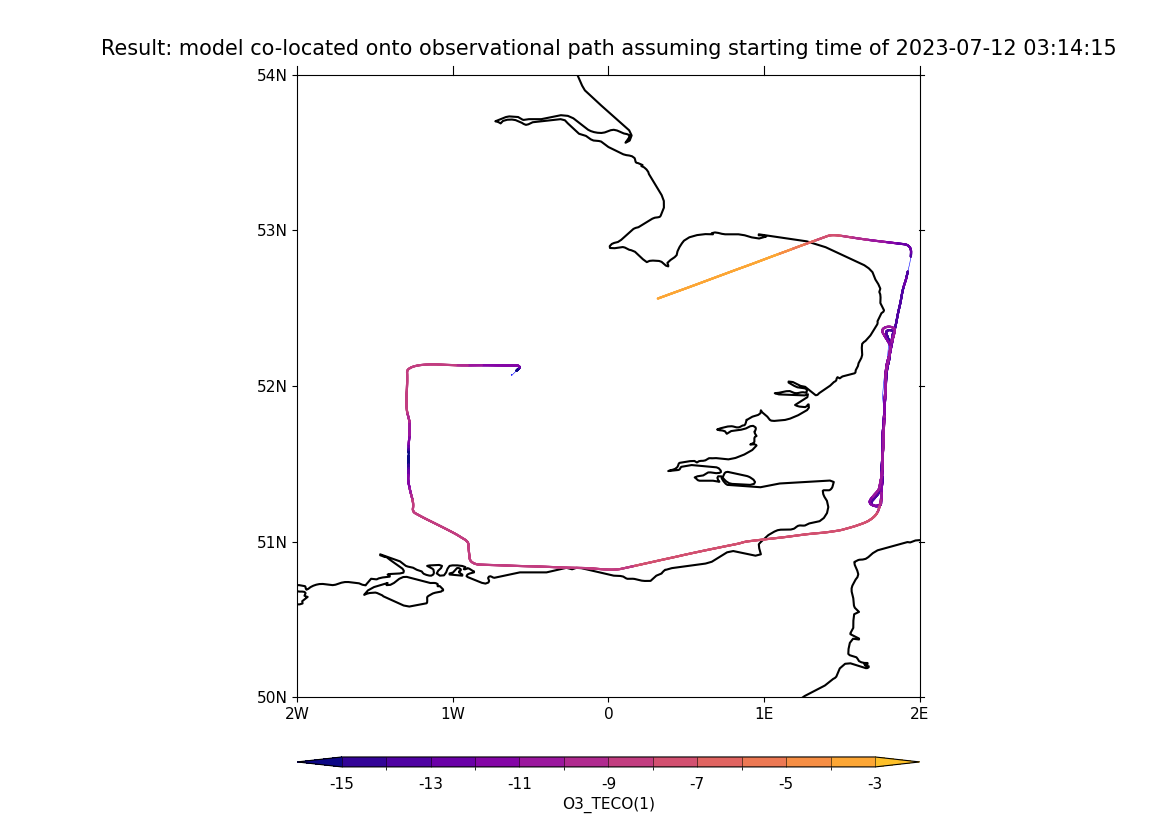 Result: model co-located onto observational path assuming starting time of 2023-07-12 03:14:15
54N
53N
52N
51N
50N
2W 1W 0 1E 2E
-15 -13 -11 -9 -7 -5 -3
O3_TECO(1)